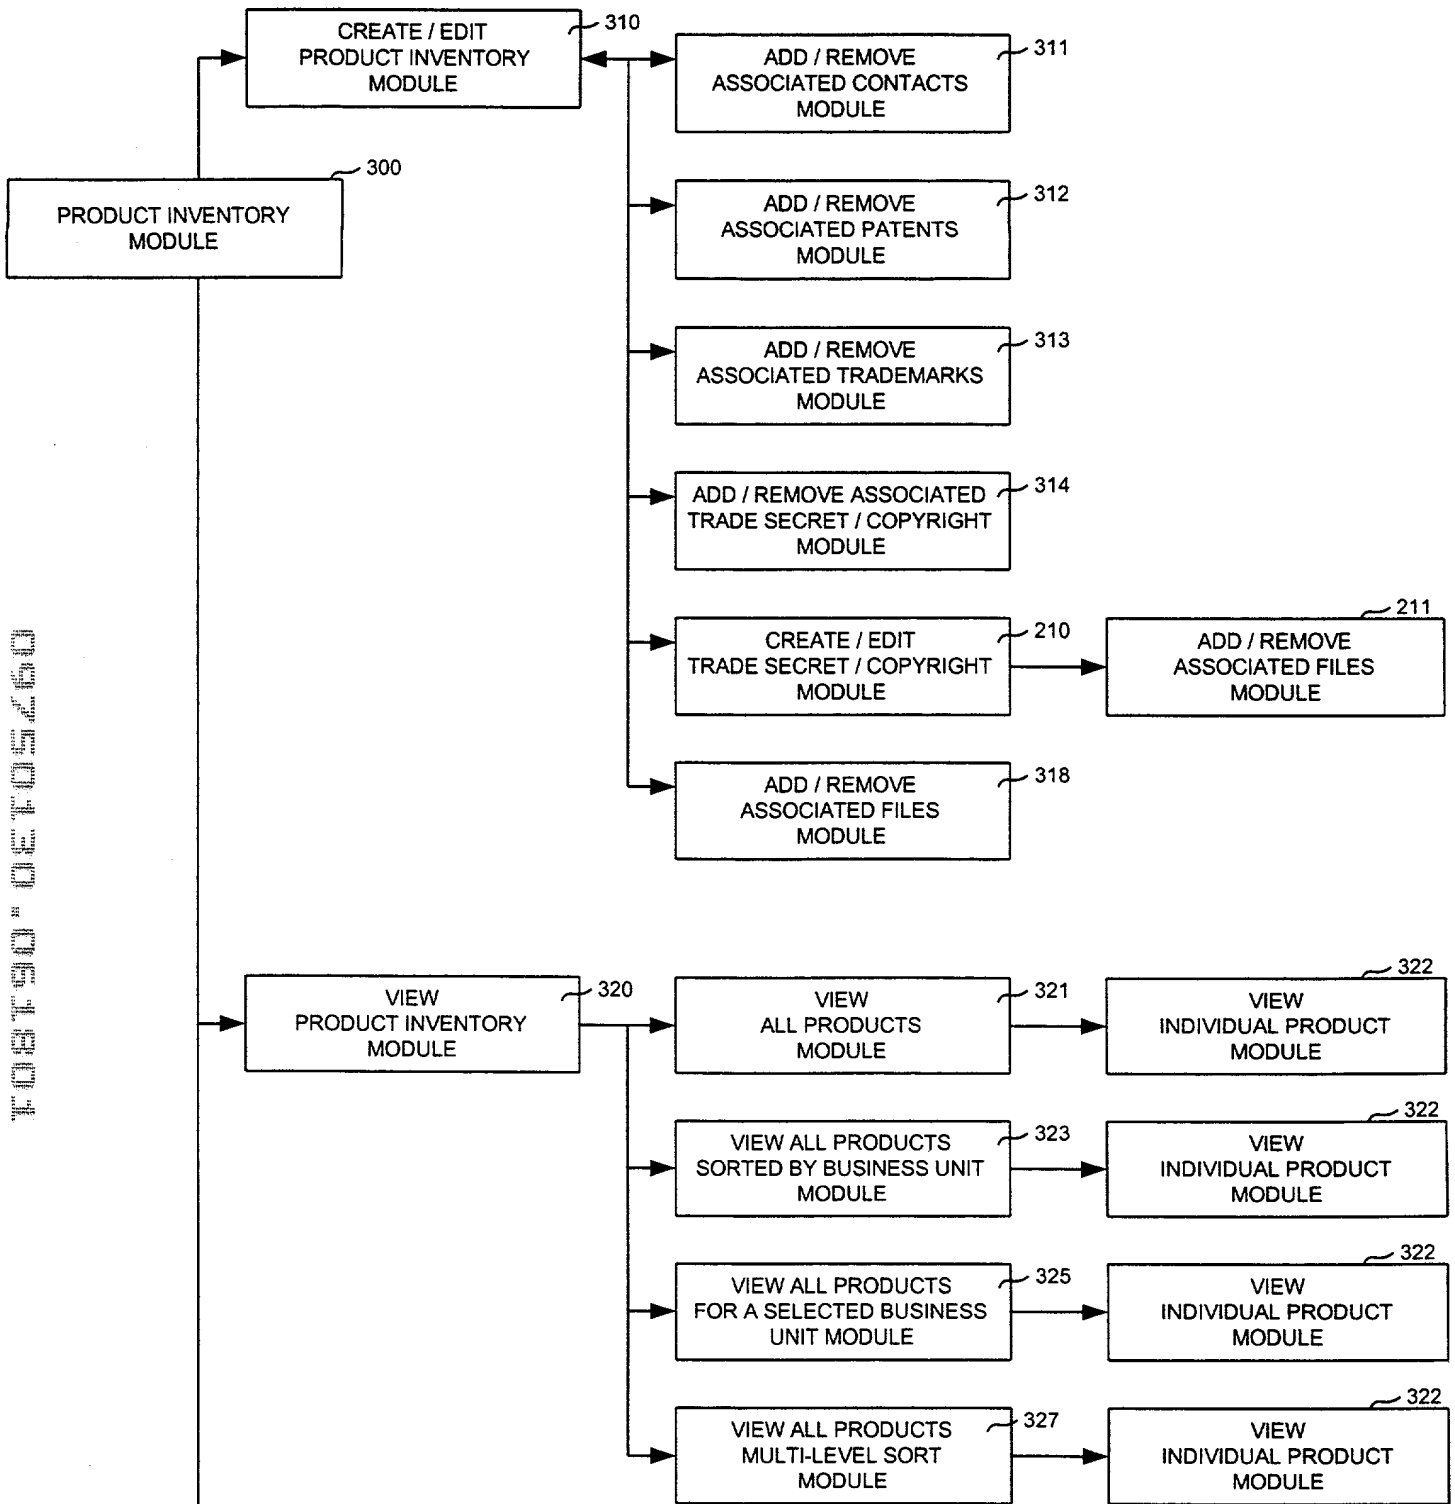 CREATE / EDIT
PRODUCT INVENTORY
MODULE
310
ADD / REMOVE
ASSOCIATED CONTACTS
MODULE
311
PRODUCT INVENTORY
MODULE
300
ADD / REMOVE
ASSOCIATED PATENTS
MODULE
312
ADD / REMOVE
ASSOCIATED TRADEMARKS
MODULE
313
ADD / REMOVE ASSOCIATED
TRADE SECRET / COPYRIGHT
MODULE
314
CREATE / EDIT
TRADE SECRET / COPYRIGHT
MODULE
210
ADD / REMOVE
ASSOCIATED FILES
MODULE
211
ADD / REMOVE
ASSOCIATED FILES
MODULE
318
09750130.061801
VIEW
PRODUCT INVENTORY
MODULE
320
VIEW
ALL PRODUCTS
MODULE
321
VIEW
INDIVIDUAL PRODUCT
MODULE
322
VIEW ALL PRODUCTS
SORTED BY BUSINESS UNIT
MODULE
323
VIEW
INDIVIDUAL PRODUCT
MODULE
322
VIEW ALL PRODUCTS
FOR A SELECTED BUSINESS
UNIT MODULE
325
VIEW
INDIVIDUAL PRODUCT
MODULE
322
VIEW ALL PRODUCTS
MULTI-LEVEL SORT
MODULE
327
VIEW
INDIVIDUAL PRODUCT
MODULE
322